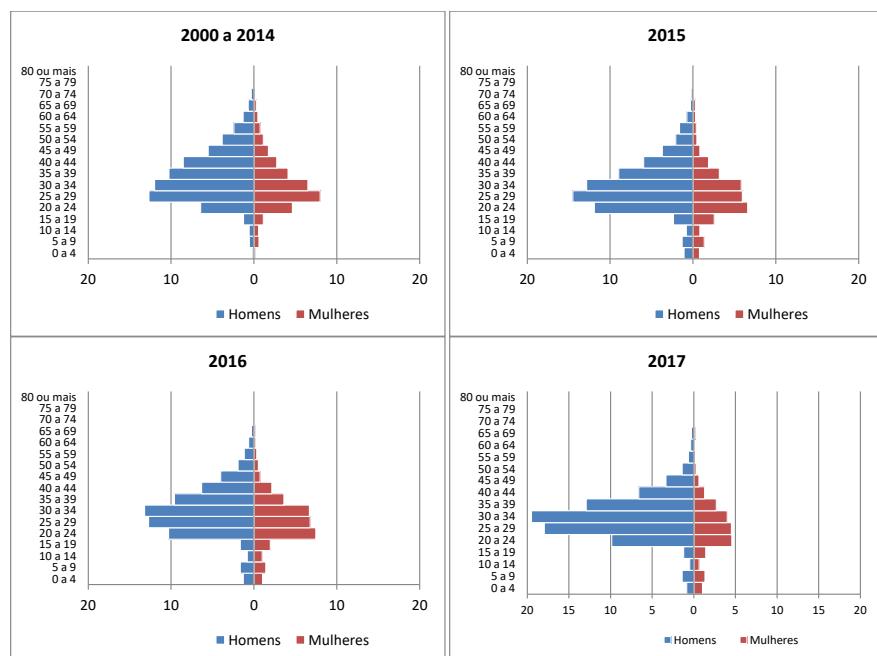 2000 a 2014
80 ou mais
75 a 79
70 a 74
65 a 69
60 a 64
55 a 59
50 a 54
45 a 49
40 a 44
35 a 39
30 a 34
25 a 29
20 a 24
15 a 19
10 a 14
5 a 9
0 a 4
20 10 0 10 20
Homens Mulheres
2015
80 ou mais
75 a 79
70 a 74
65 a 69
60 a 64
55 a 59
50 a 54
45 a 49
40 a 44
35 a 39
30 a 34
25 a 29
20 a 24
15 a 19
10 a 14
5 a 9
0 a 4
20 10 0 10 20
Homens Mulheres
2016
80 ou mais
75 a 79
70 a 74
65 a 69
60 a 64
55 a 59
50 a 54
45 a 49
40 a 44
35 a 39
30 a 34
25 a 29
20 a 24
15 a 19
10 a 14
5 a 9
0 a 4
20 10 0 10 20
Homens Mulheres
2017
80 ou mais
75 a 79
70 a 74
65 a 69
60 a 64
55 a 59
50 a 54
45 a 49
40 a 44
35 a 39
30 a 34
25 a 29
20 a 24
15 a 19
10 a 14
5 a 9
0 a 4
20 15 10 5 0 5 10 15 20
Homens Mulheres